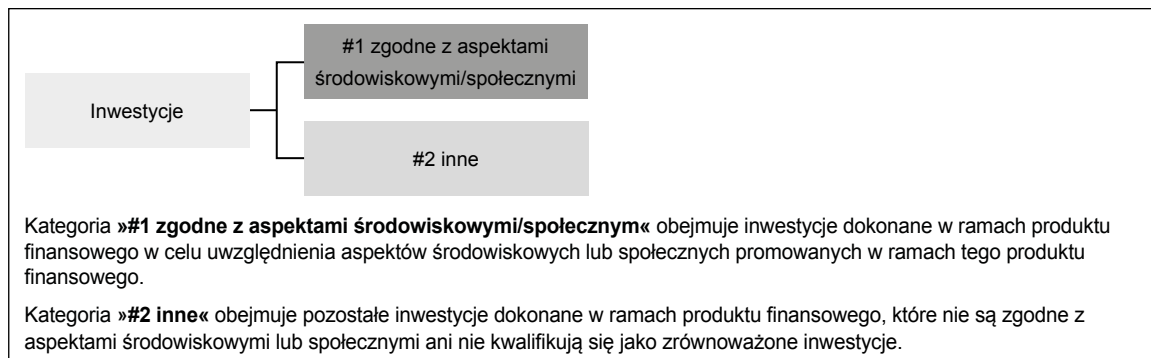 #1 zgodne z aspektami
środowiskowymi/społecznymi
Inwestycje
#2 inne
Kategoria »#1 zgodne z aspektami środowiskowymi/społecznym« obejmuje inwestycje dokonane w ramach produktu
finansowego w celu uwzględnienia aspektów środowiskowych lub społecznych promowanych w ramach tego produktu
finansowego.
Kategoria »#2 inne« obejmuje pozostałe inwestycje dokonane w ramach produktu finansowego, które nie są zgodne z
aspektami środowiskowymi lub społecznymi ani nie kwalifikują się jako zrównoważone inwestycje.